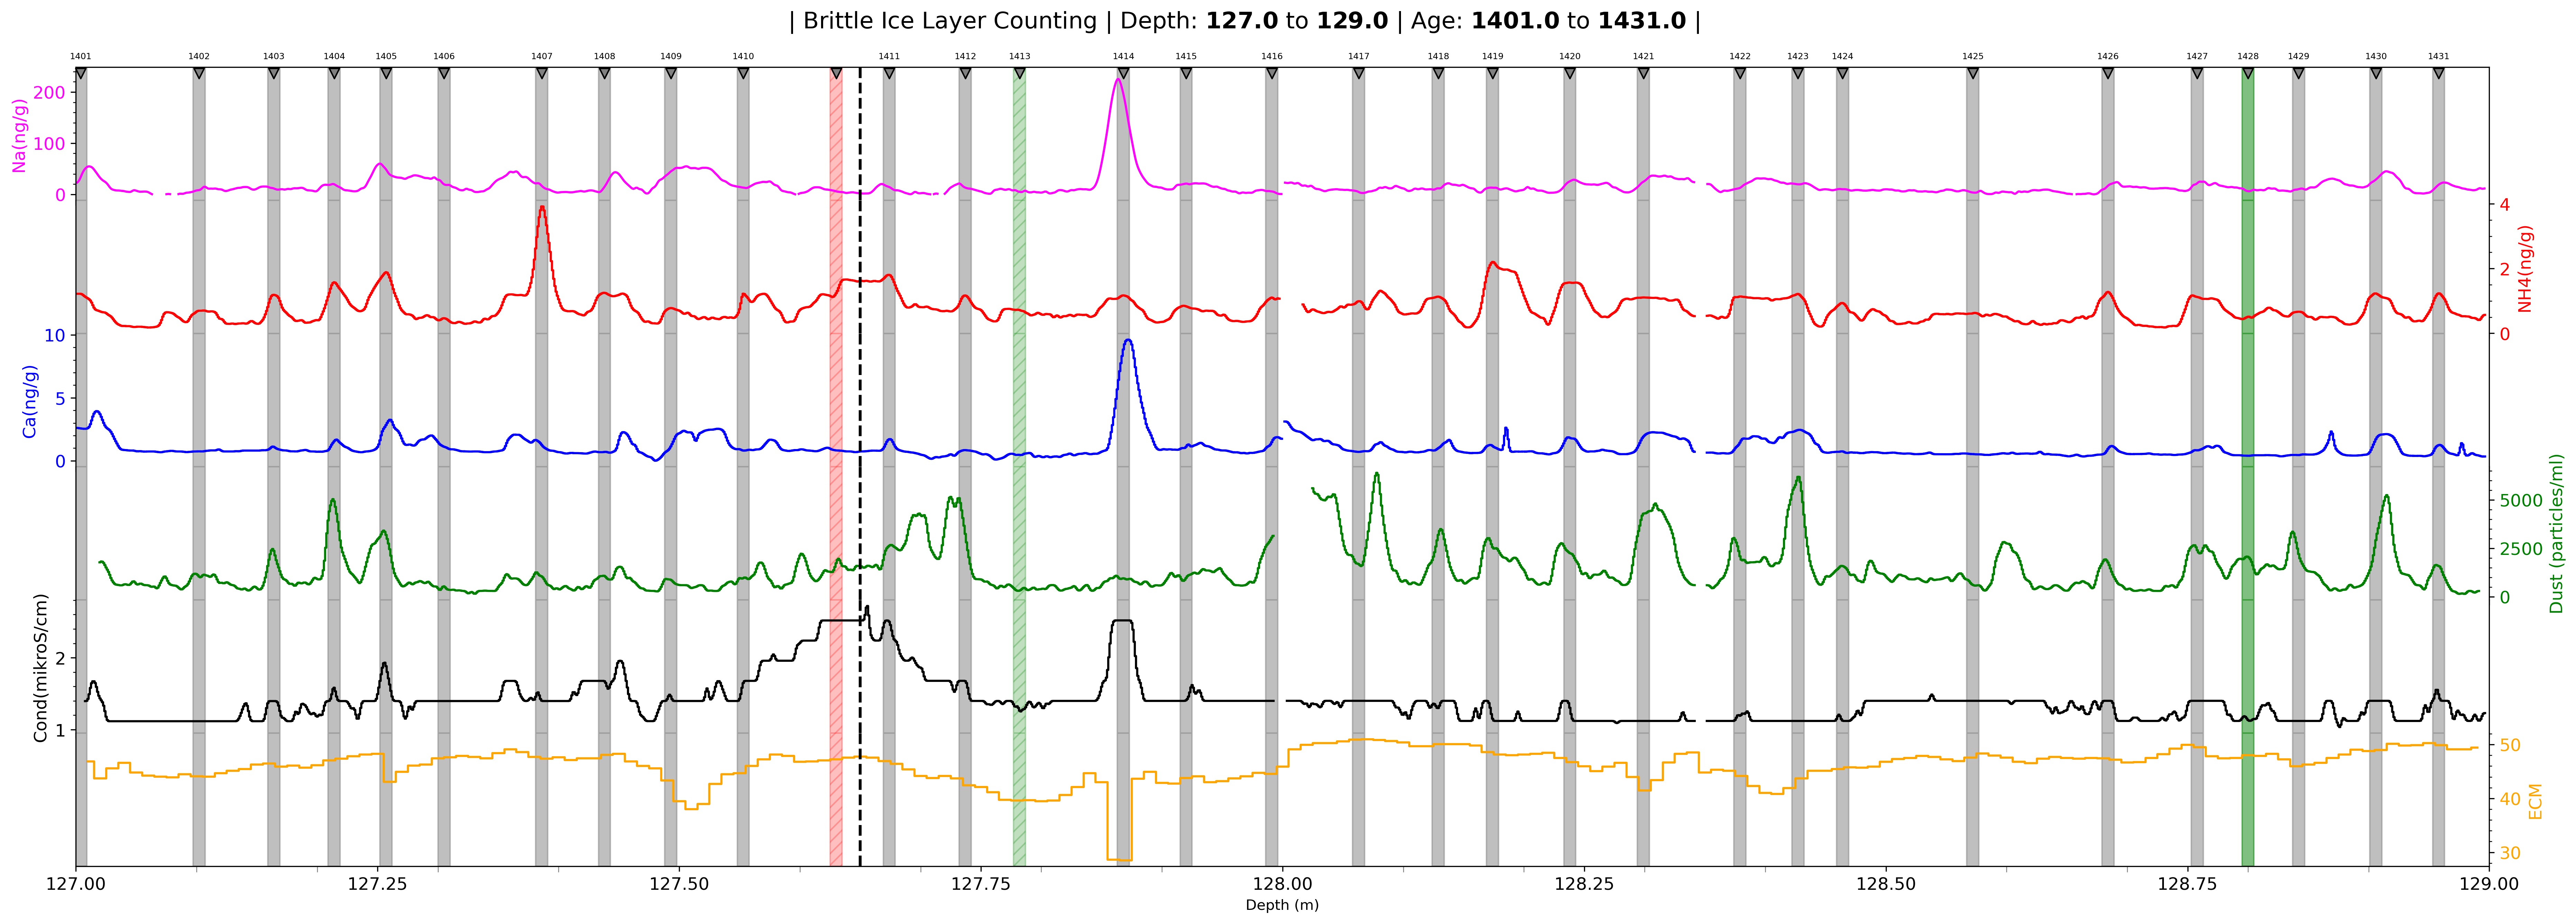 | Brittle Ice Layer Counting | Depth: 127.0 to 129.0 | Age: 1401.0 to 1431.0 |
1401 1402 1403 1404 1405 1406 1407 1408 1409 1410 1411 1412 1413 1414 1415 1416 1417 1418 1419 1420 1421 1422 1423 1424 1425 1426 1427 1428 1429 1430 1431
Na(ng/g)
200
100
0
NH4(ng/g)
4
2
0
Ca(ng/g)
10
5
0
Dust (particles/ml)
5000
2500
0
Cond(mikroS/cm)
2
1
ECM
50
40
30
127.00 127.25 127.50 127.75 128.00 128.25 128.50 128.75 129.00
Depth (m)